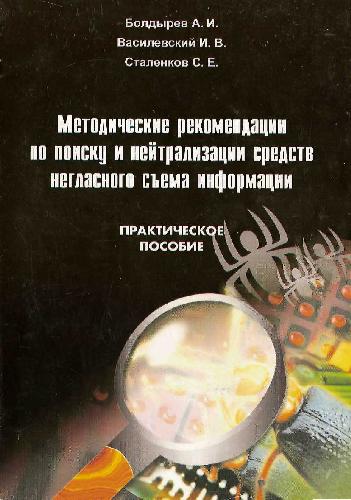 Болдырев А. И.
Василевский И. В.
Сталенков С. Е.
Методические рекомендации
по поиску и нейтрализации средств
негласного съема информации
ПРАКТИЧЕСКОЕ
ПОСОБИЕ